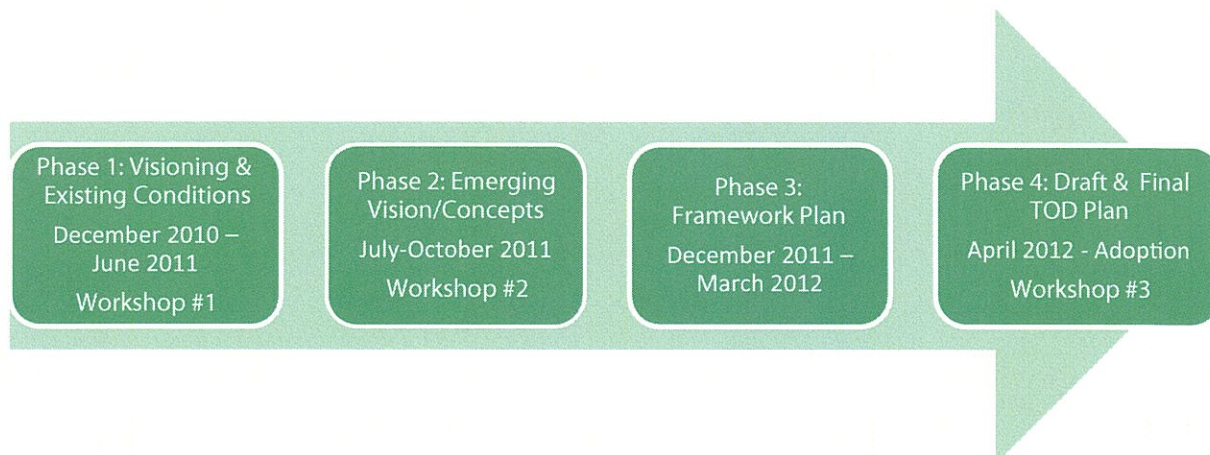 Phase 1: Visioning &
Existing Conditions
December 2010 –
June 2011
Workshop #1
Phase 2: Emerging
Vision/Concepts
July-October 2011
Workshop #2
Phase 3:
Framework Plan
December 2011 –
March 2012
Phase 4: Draft & Final
TOD Plan
April 2012 - Adoption
Workshop #3